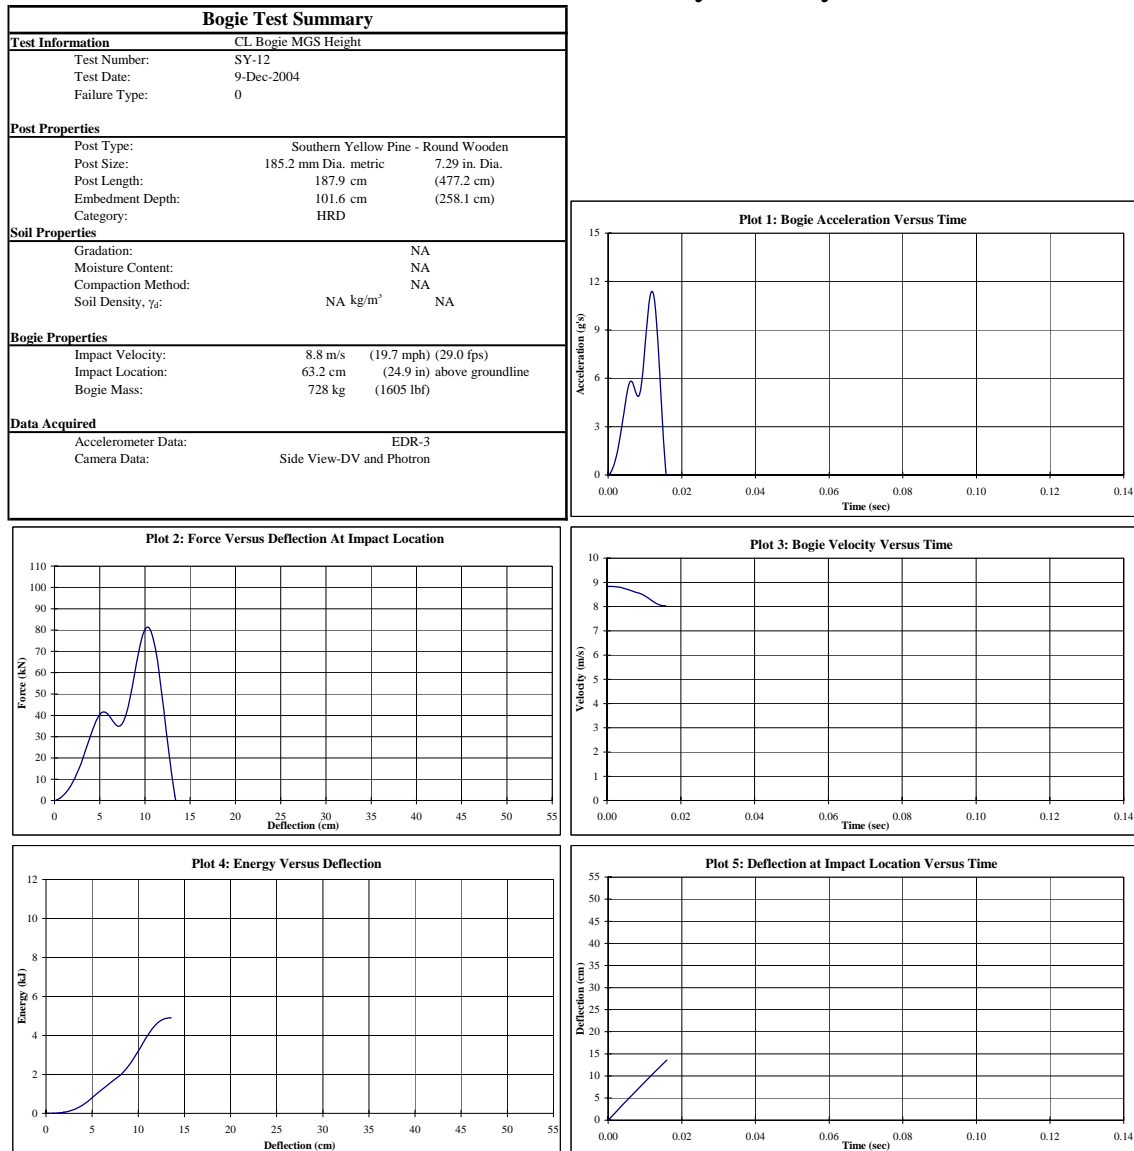 Bogie Test Summary
Test Information CL Bogie MGS Height
Test Number: SY-12
Test Date: 9-Dec-2004
Failure Type: 0
Post Properties
Post Type: Southern Yellow Pine - Round Wooden
Post Size: 185.2 mm Dia. metric 7.29 in. Dia.
Post Length: 187.9 cm (477.2 cm)
Embedment Depth: 101.6 cm (258.1 cm)
Category: HRD
Soil Properties
Gradation: NA
Moisture Content: NA
Compaction Method: NA
Soil Density, γd: NA kg/m³ NA
Bogie Properties
Impact Velocity: 8.8 m/s (19.7 mph) (29.0 fps)
Impact Location: 63.2 cm (24.9 in) above groundline
Bogie Mass: 728 kg (1605 lbf)
Data Acquired
Accelerometer Data: EDR-3
Camera Data: Side View-DV and Photron
Plot 1: Bogie Acceleration Versus Time
15
12
9
6
3
0
Acceleration (g's)
0.00 0.02 0.04 0.06 0.08 0.10 0.12 0.14
Time (sec)
Plot 2: Force Versus Deflection At Impact Location
110
100
90
80
70
60
50
40
30
20
10
0
Force (kN)
0 5 10 15 20 25 30 35 40 45 50 55
Deflection (cm)
Plot 3: Bogie Velocity Versus Time
10
9
8
7
6
5
4
3
2
1
0
Velocity (m/s)
0.00 0.02 0.04 0.06 0.08 0.10 0.12 0.14
Time (sec)
Plot 4: Energy Versus Deflection
12
10
8
6
4
2
0
Energy (kJ)
0 5 10 15 20 25 30 35 40 45 50 55
Deflection (cm)
Plot 5: Deflection at Impact Location Versus Time
55
50
45
40
35
30
25
20
15
10
5
0
Deflection (cm)
0.00 0.02 0.04 0.06 0.08 0.10 0.12 0.14
Time (sec)